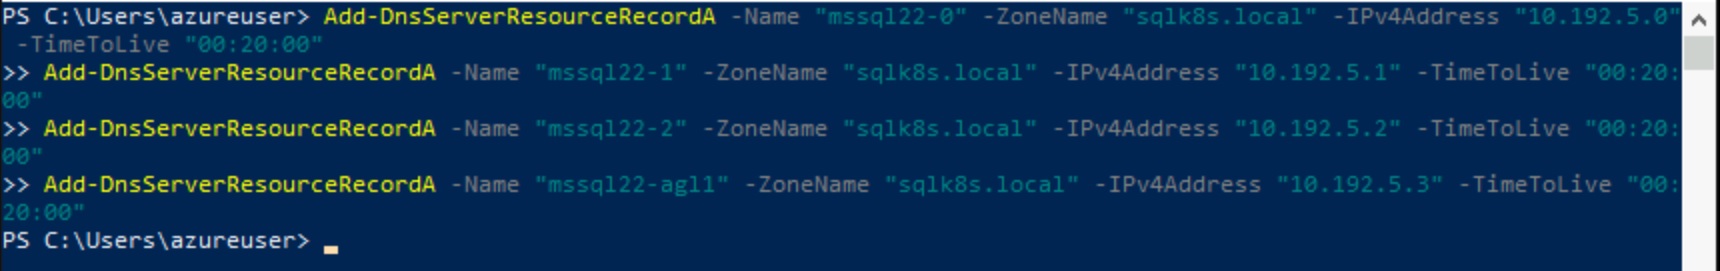 PS C:\Users\azureuser> Add-DnsServerResourceRecordA -Name "mssql22-0" -ZoneName "sqlk8s.local" -IPv4Address "10.192.5.0"
 -TimeToLive "00:20:00"
>> Add-DnsServerResourceRecordA -Name "mssql22-1" -ZoneName "sqlk8s.local" -IPv4Address "10.192.5.1" -TimeToLive "00:20:
00"
>> Add-DnsServerResourceRecordA -Name "mssql22-2" -ZoneName "sqlk8s.local" -IPv4Address "10.192.5.2" -TimeToLive "00:20:
00"
>> Add-DnsServerResourceRecordA -Name "mssql22-agl1" -ZoneName "sqlk8s.local" -IPv4Address "10.192.5.3" -TimeToLive "00:
20:00"
PS C:\Users\azureuser>